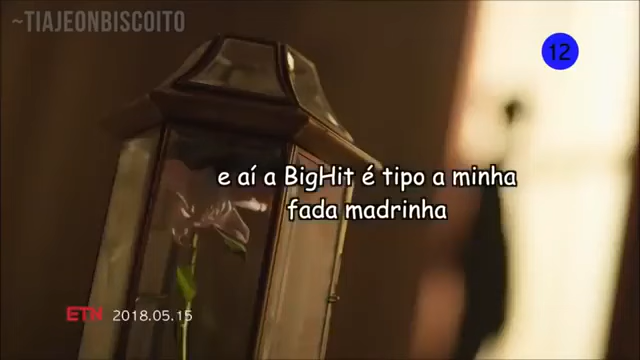 ~TIAJEONBISCOITO
12
e aí a BigHit é tipo a minha
fada madrinha
ETN 2018.05.15